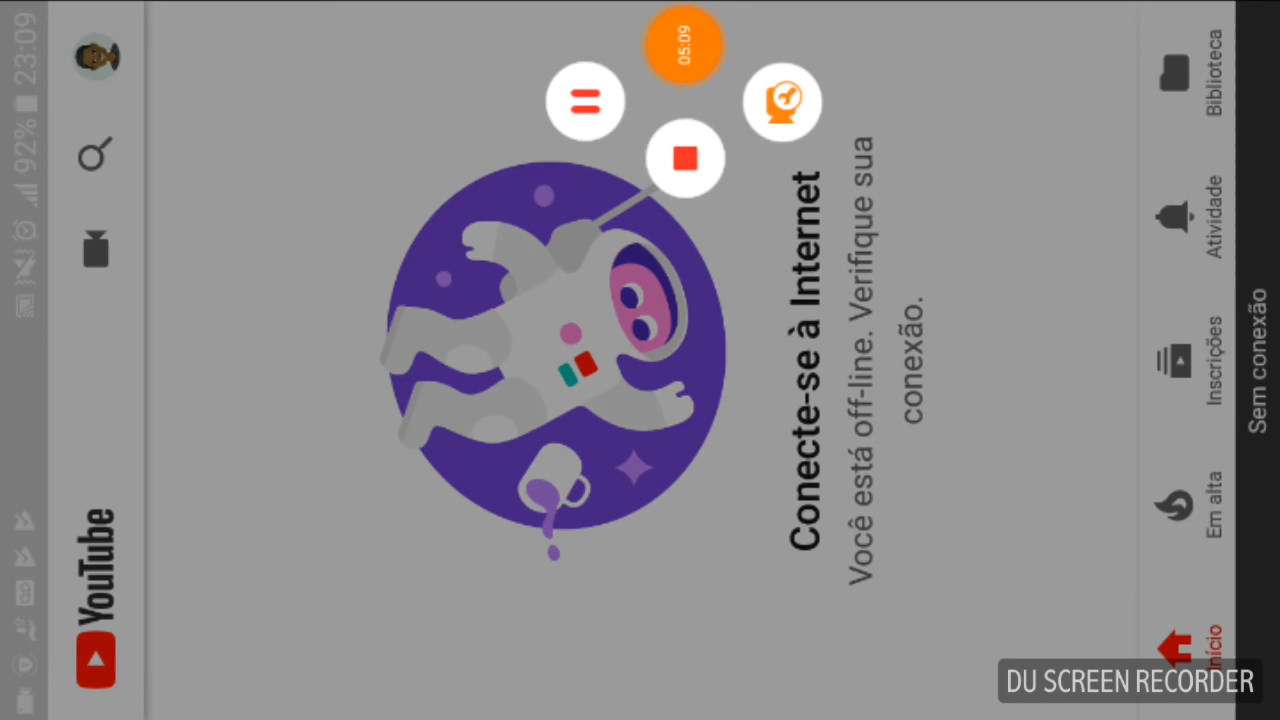 92% 23:09
YouTube
05:09
Conecte-se à Internet
Você está off-line. Verifique sua
conexão.
Início
Em alta
Inscrições
Atividade
Biblioteca
Sem conexão
DU SCREEN RECORDER